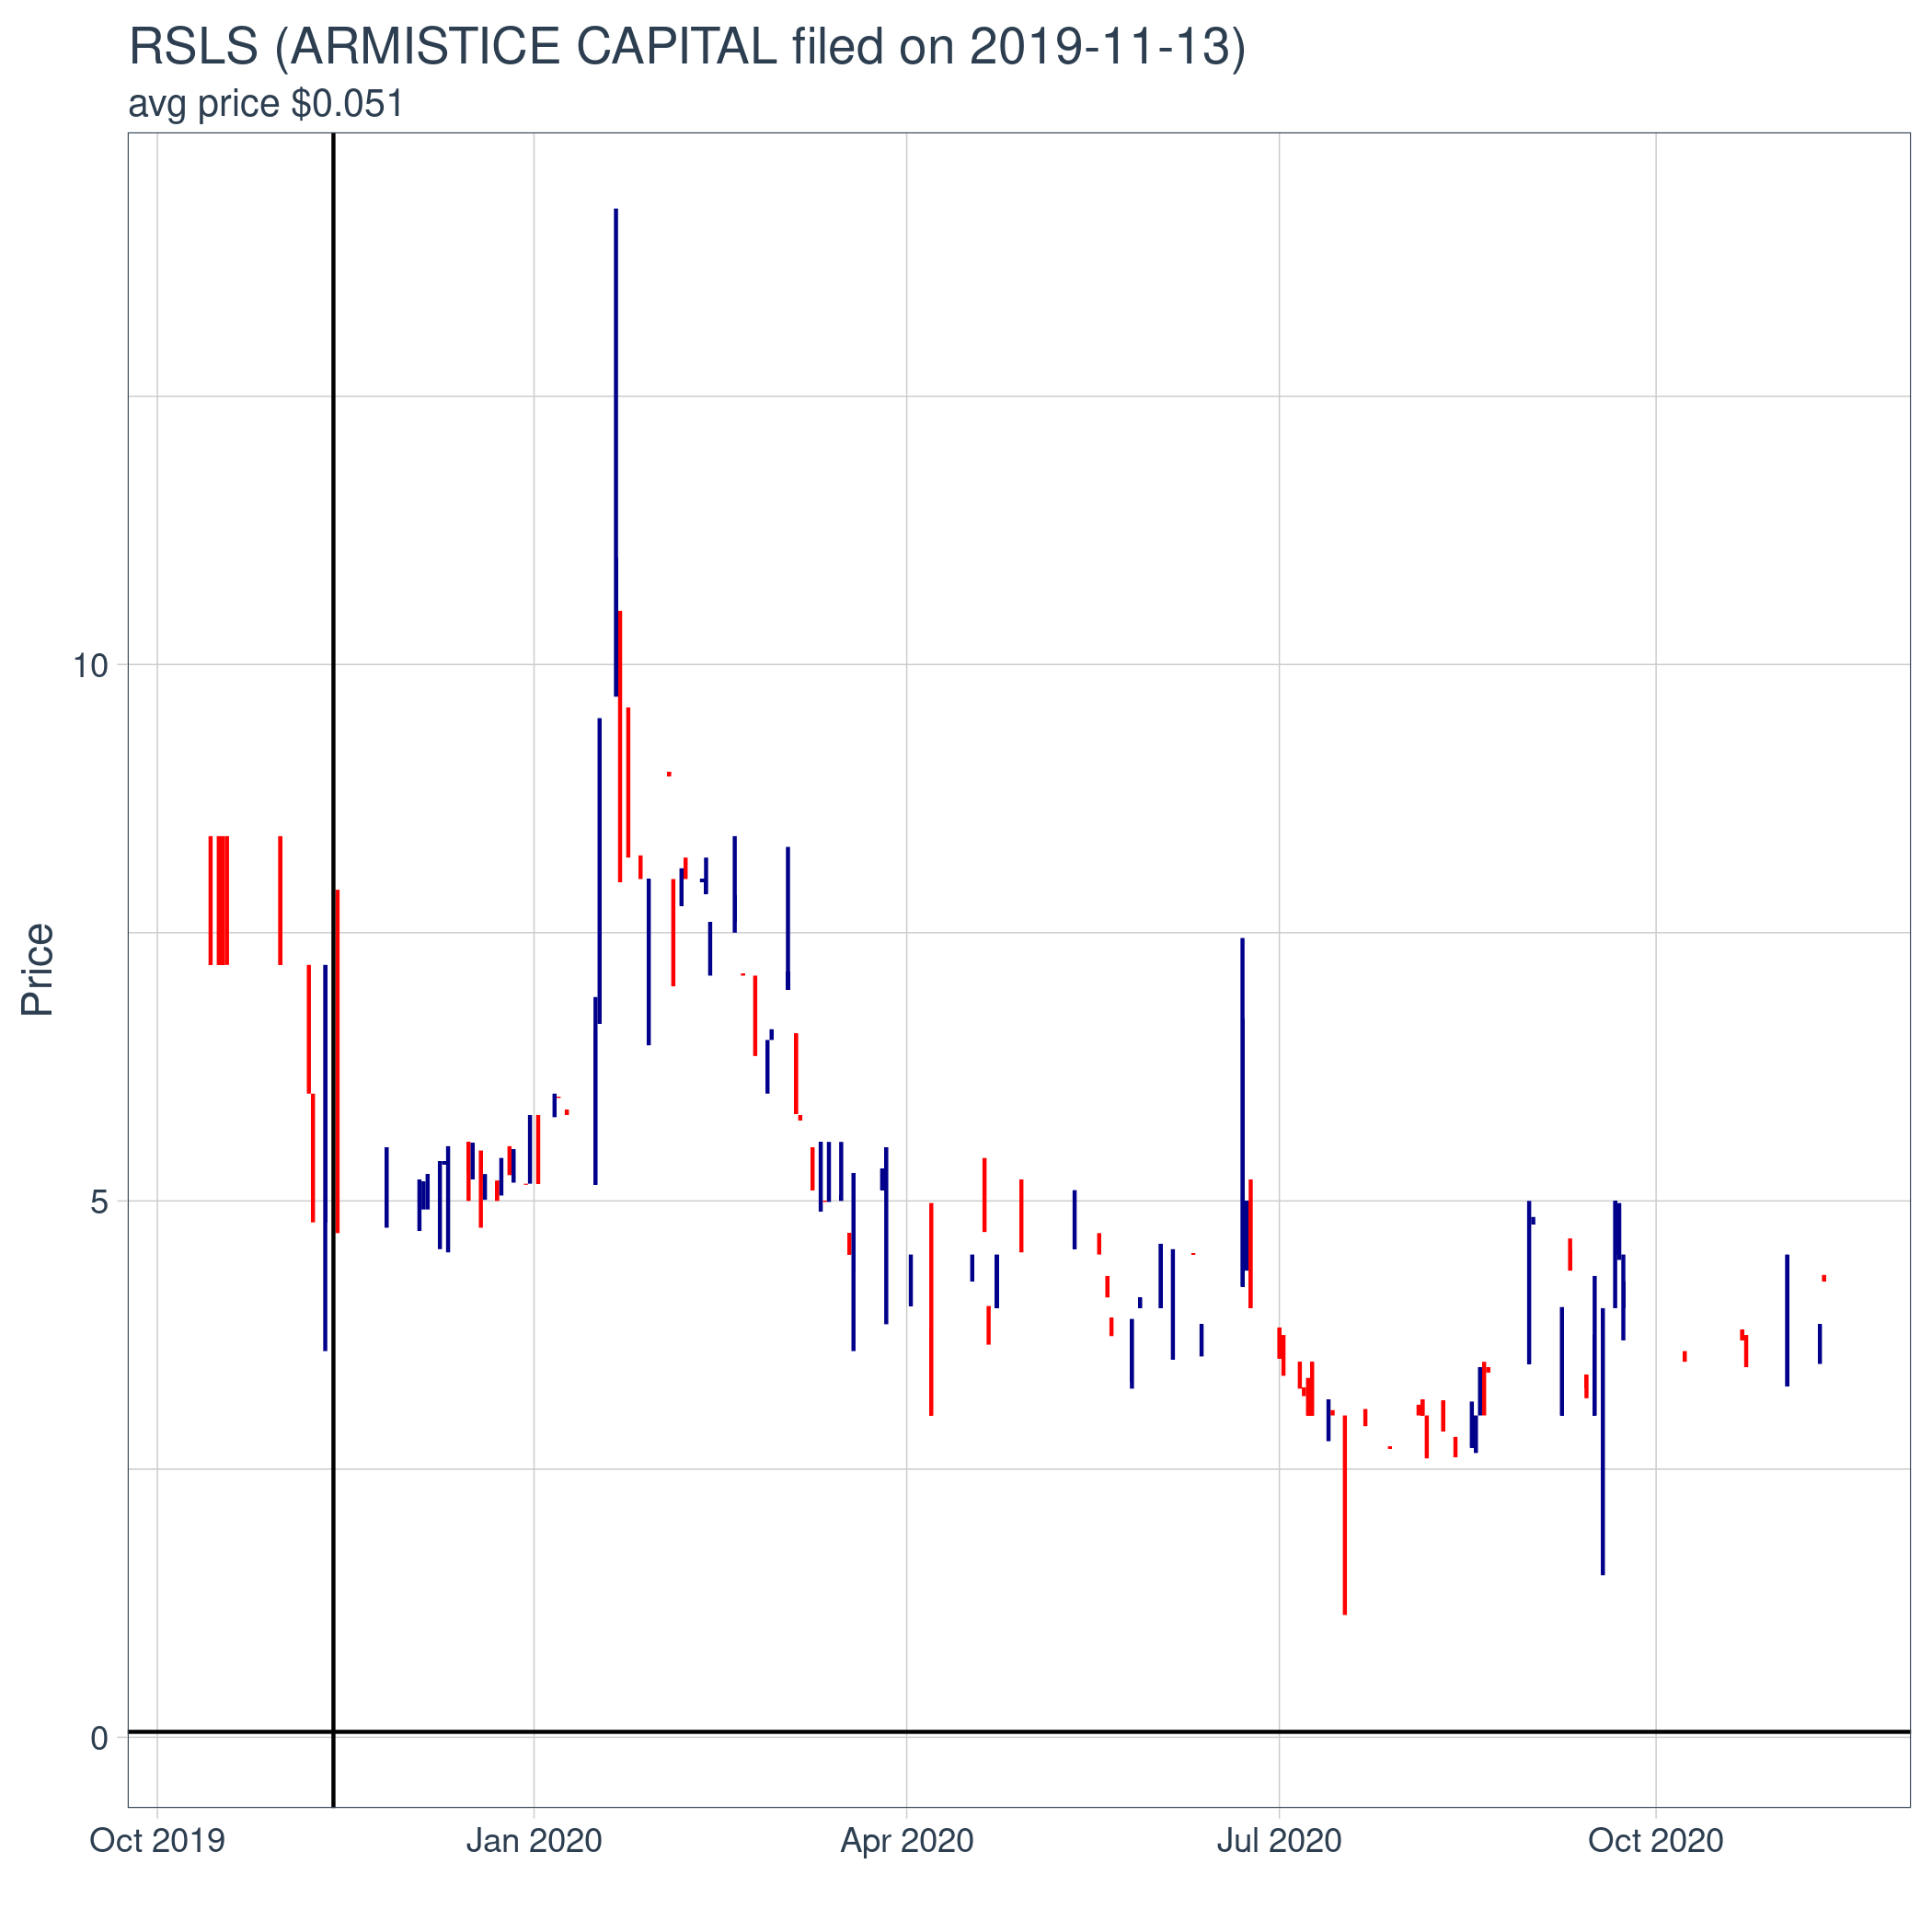 RSLS (ARMISTICE CAPITAL filed on 2019-11-13)
avg price $0.051
Price
10
5
0
Oct 2019 Jan 2020 Apr 2020 Jul 2020 Oct 2020